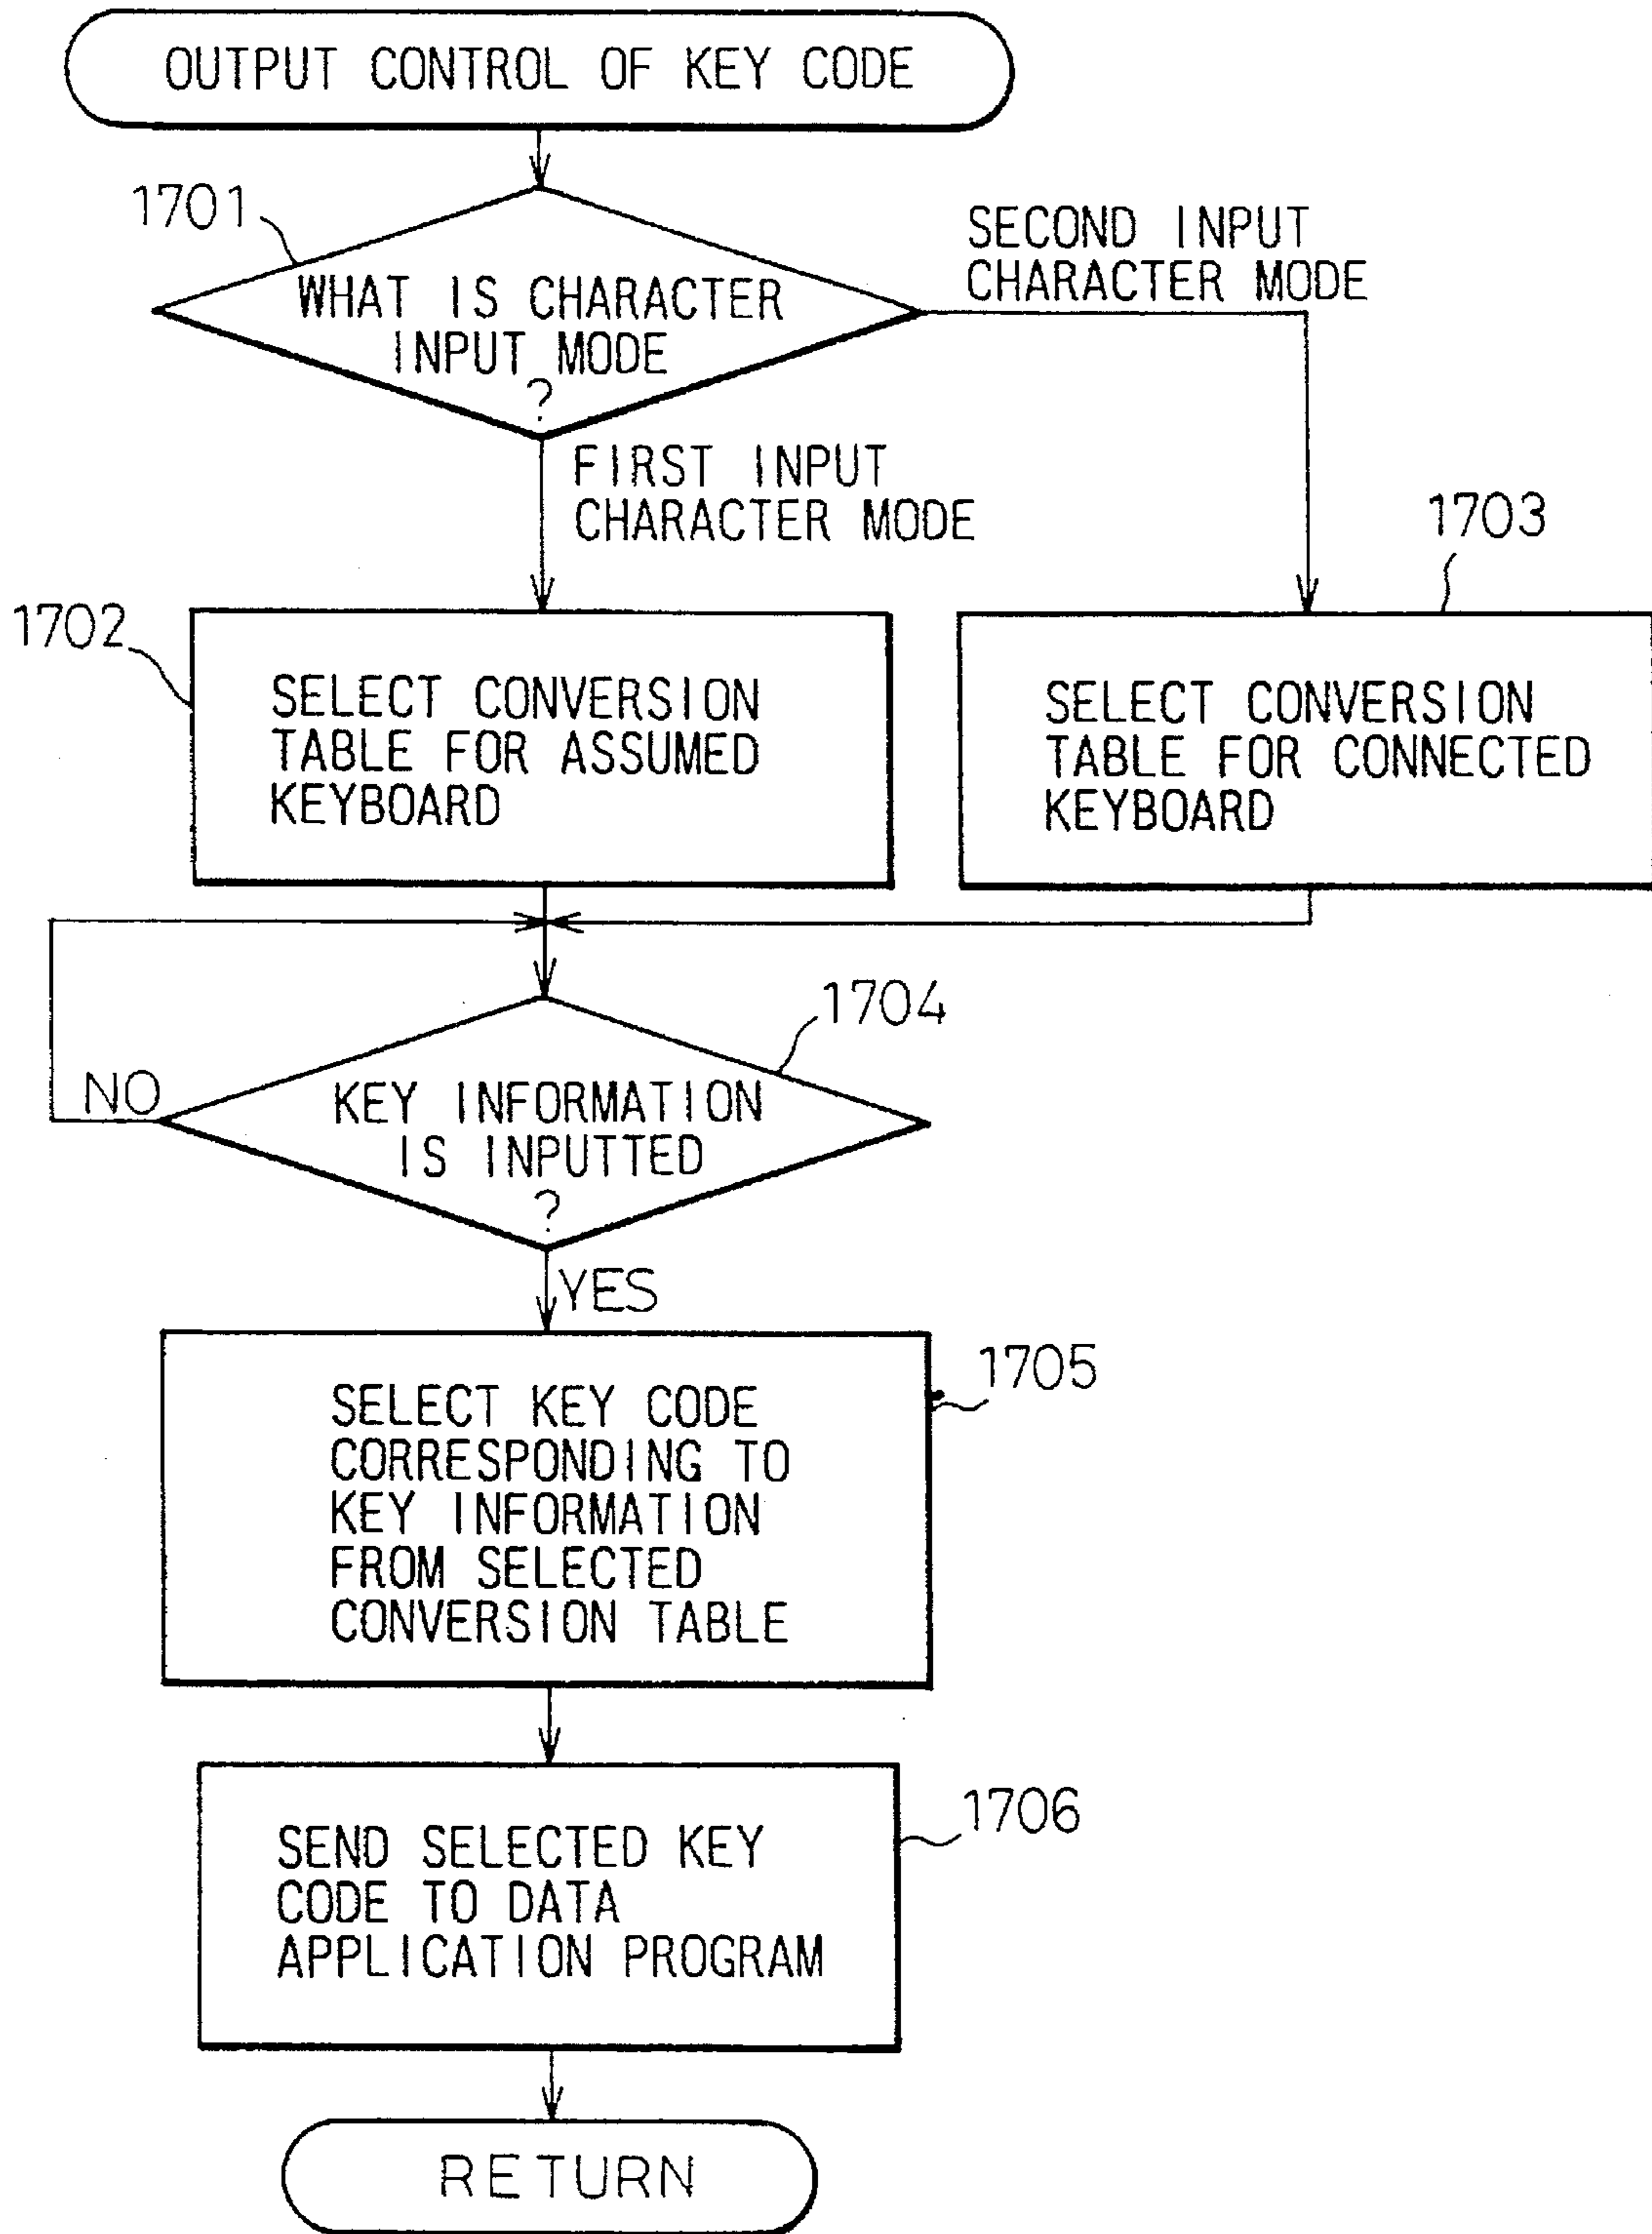 OUTPUT CONTROL OF KEY CODE
1701
WHAT IS CHARACTER
INPUT MODE
?
SECOND INPUT
CHARACTER MODE
FIRST INPUT
CHARACTER MODE
1702
SELECT CONVERSION
TABLE FOR ASSUMED
KEYBOARD
1703
SELECT CONVERSION
TABLE FOR CONNECTED
KEYBOARD
1704
KEY INFORMATION
IS INPUTTED
?
NO
YES
1705
SELECT KEY CODE
CORRESPONDING TO
KEY INFORMATION
FROM SELECTED
CONVERSION TABLE
1706
SEND SELECTED KEY
CODE TO DATA
APPLICATION PROGRAM
RETURN